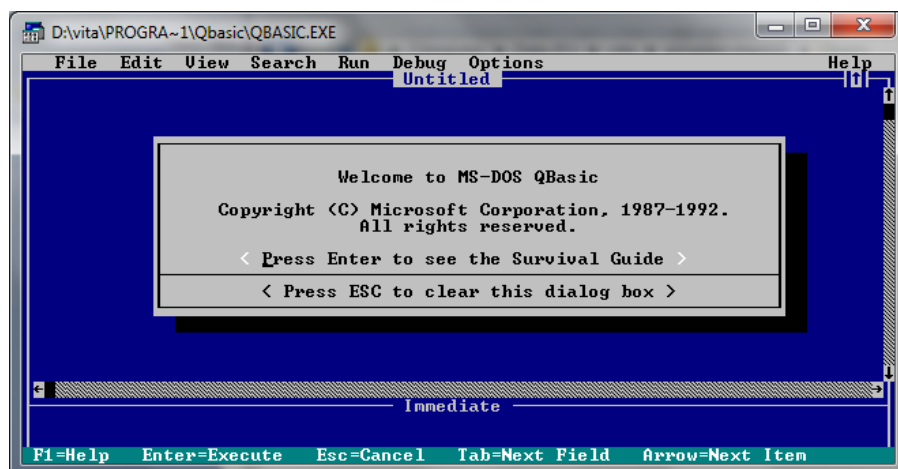 D:\vita\PROGRA~1\Qbasic\QBASIC.EXE
File Edit View Search Run Debug Options Help
Untitled
Welcome to MS-DOS QBasic
Copyright (C) Microsoft Corporation, 1987-1992.
All rights reserved.
< Press Enter to see the Survival Guide >
< Press ESC to clear this dialog box >
Immediate
F1=Help Enter=Execute Esc=Cancel Tab=Next Field Arrow=Next Item